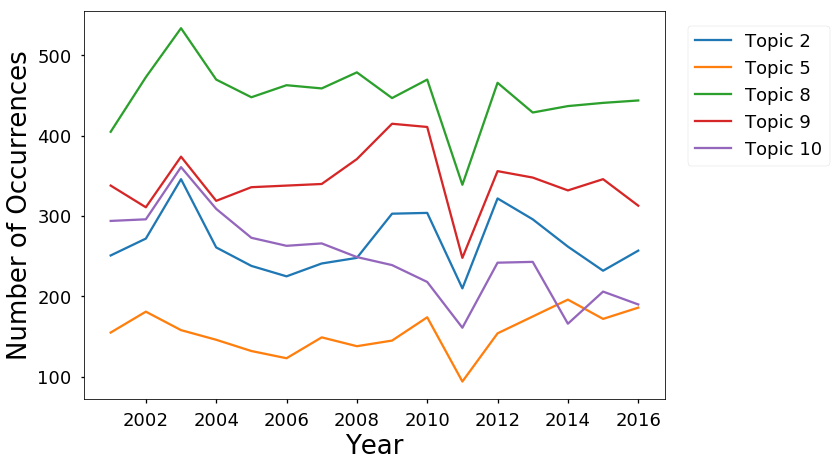 Number of Occurrences
500
400
300
200
100
2002 2004 2006 2008 2010 2012 2014 2016
Year
Topic 2
Topic 5
Topic 8
Topic 9
Topic 10